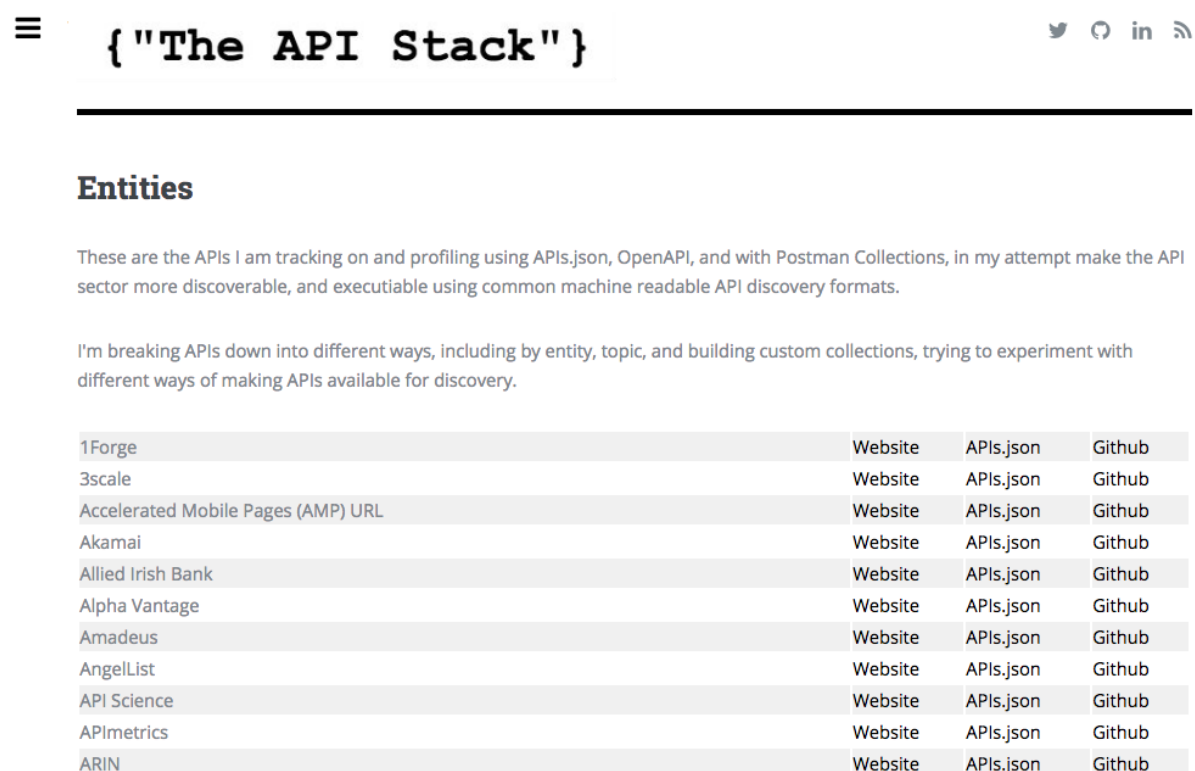 {"The API Stack"}
Entities
These are the APIs I am tracking on and profiling using APIs.json, OpenAPI, and with Postman Collections, in my attempt make the API
sector more discoverable, and executiable using common machine readable API discovery formats.
I'm breaking APIs down into different ways, including by entity, topic, and building custom collections, trying to experiment with
different ways of making APIs available for discovery.
1Forge Website APIs.json Github
3scale Website APIs.json Github
Accelerated Mobile Pages (AMP) URL Website APIs.json Github
Akamai Website APIs.json Github
Allied Irish Bank Website APIs.json Github
Alpha Vantage Website APIs.json Github
Amadeus Website APIs.json Github
AngelList Website APIs.json Github
API Science Website APIs.json Github
APImetrics Website APIs.json Github
ARIN Website APIs.json Github